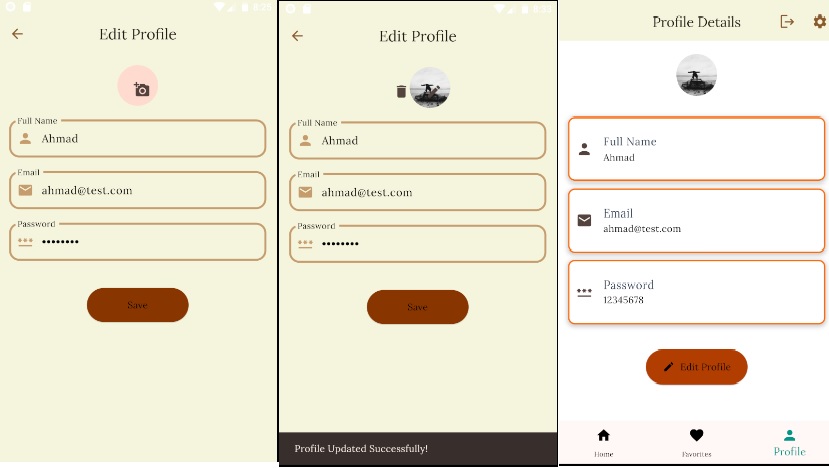 8:25
Edit Profile
Full Name
Ahmad
Email
ahmad@test.com
Password
••••••••
Save
Edit Profile
Full Name
Ahmad
Email
ahmad@test.com
Password
••••••••
Save
Profile Updated Successfully!
Profile Details
Full Name
Ahmad
Email
ahmad@test.com
Password
12345678
Edit Profile
Home
Favorites
Profile